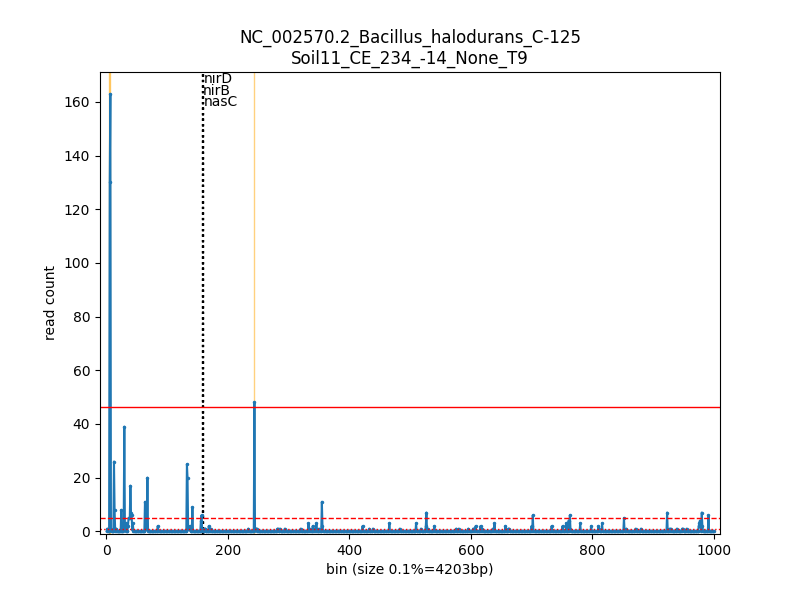 NC_002570.2_Bacillus_halodurans_C-125
Soil11_CE_234_-14_None_T9
nirD
nirB
nasC
160
140
120
100
80
60
40
20
0
read count
0
200
400
600
800
1000
bin (size 0.1%=4203bp)